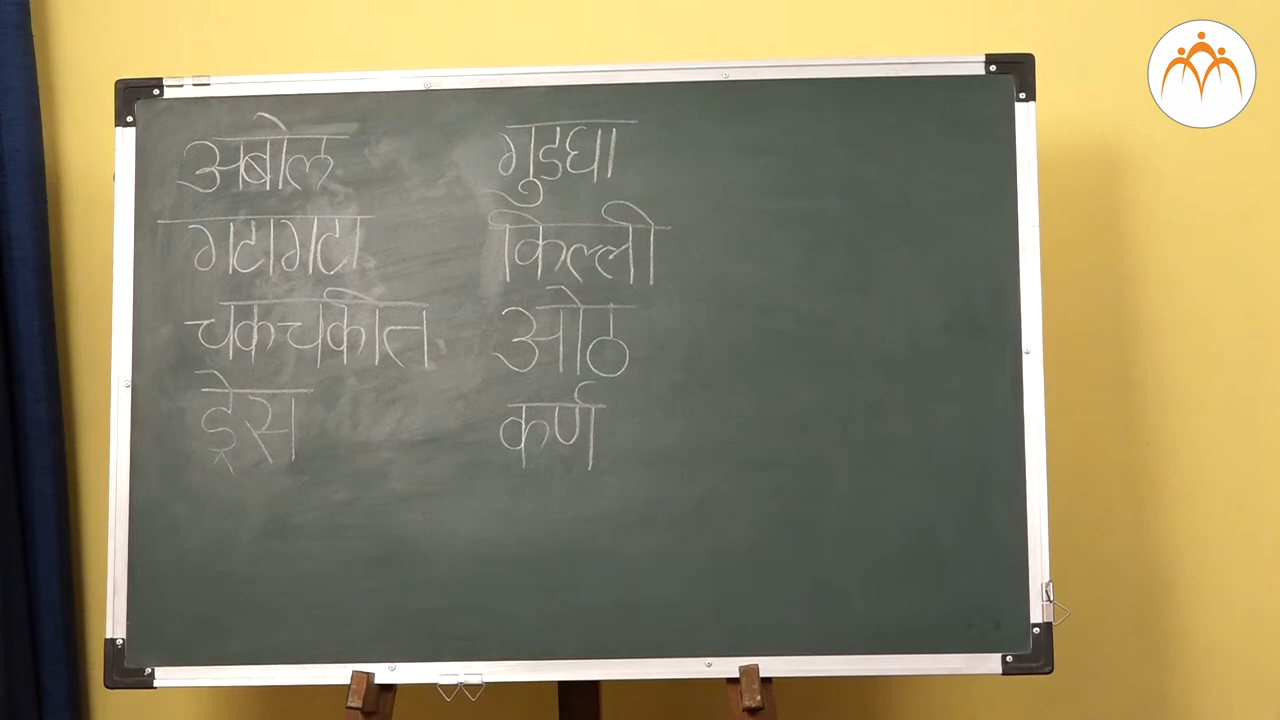 अबोल
गटागटा
चकचकीत
ड्रेस
गुडघा
किल्ली
ओठ
कर्ण